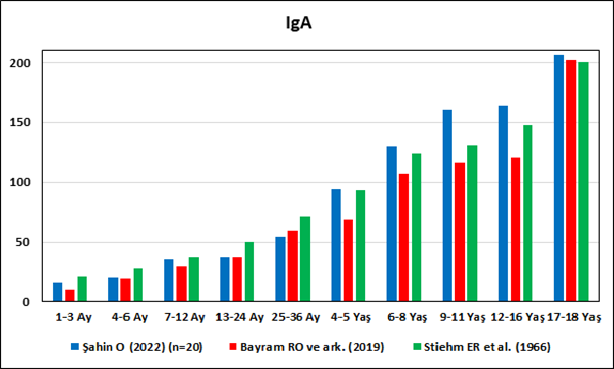 IgA
200
150
100
50
0
1-3 Ay 4-6 Ay 7-12 Ay 13-24 Ay 25-36 Ay 4-5 Yaş 6-8 Yaş 9-11 Yaş 12-16 Yaş 17-18 Yaş
Şahin O (2022) (n=20) Bayram RO ve ark. (2019) Stiehm ER et al. (1966)